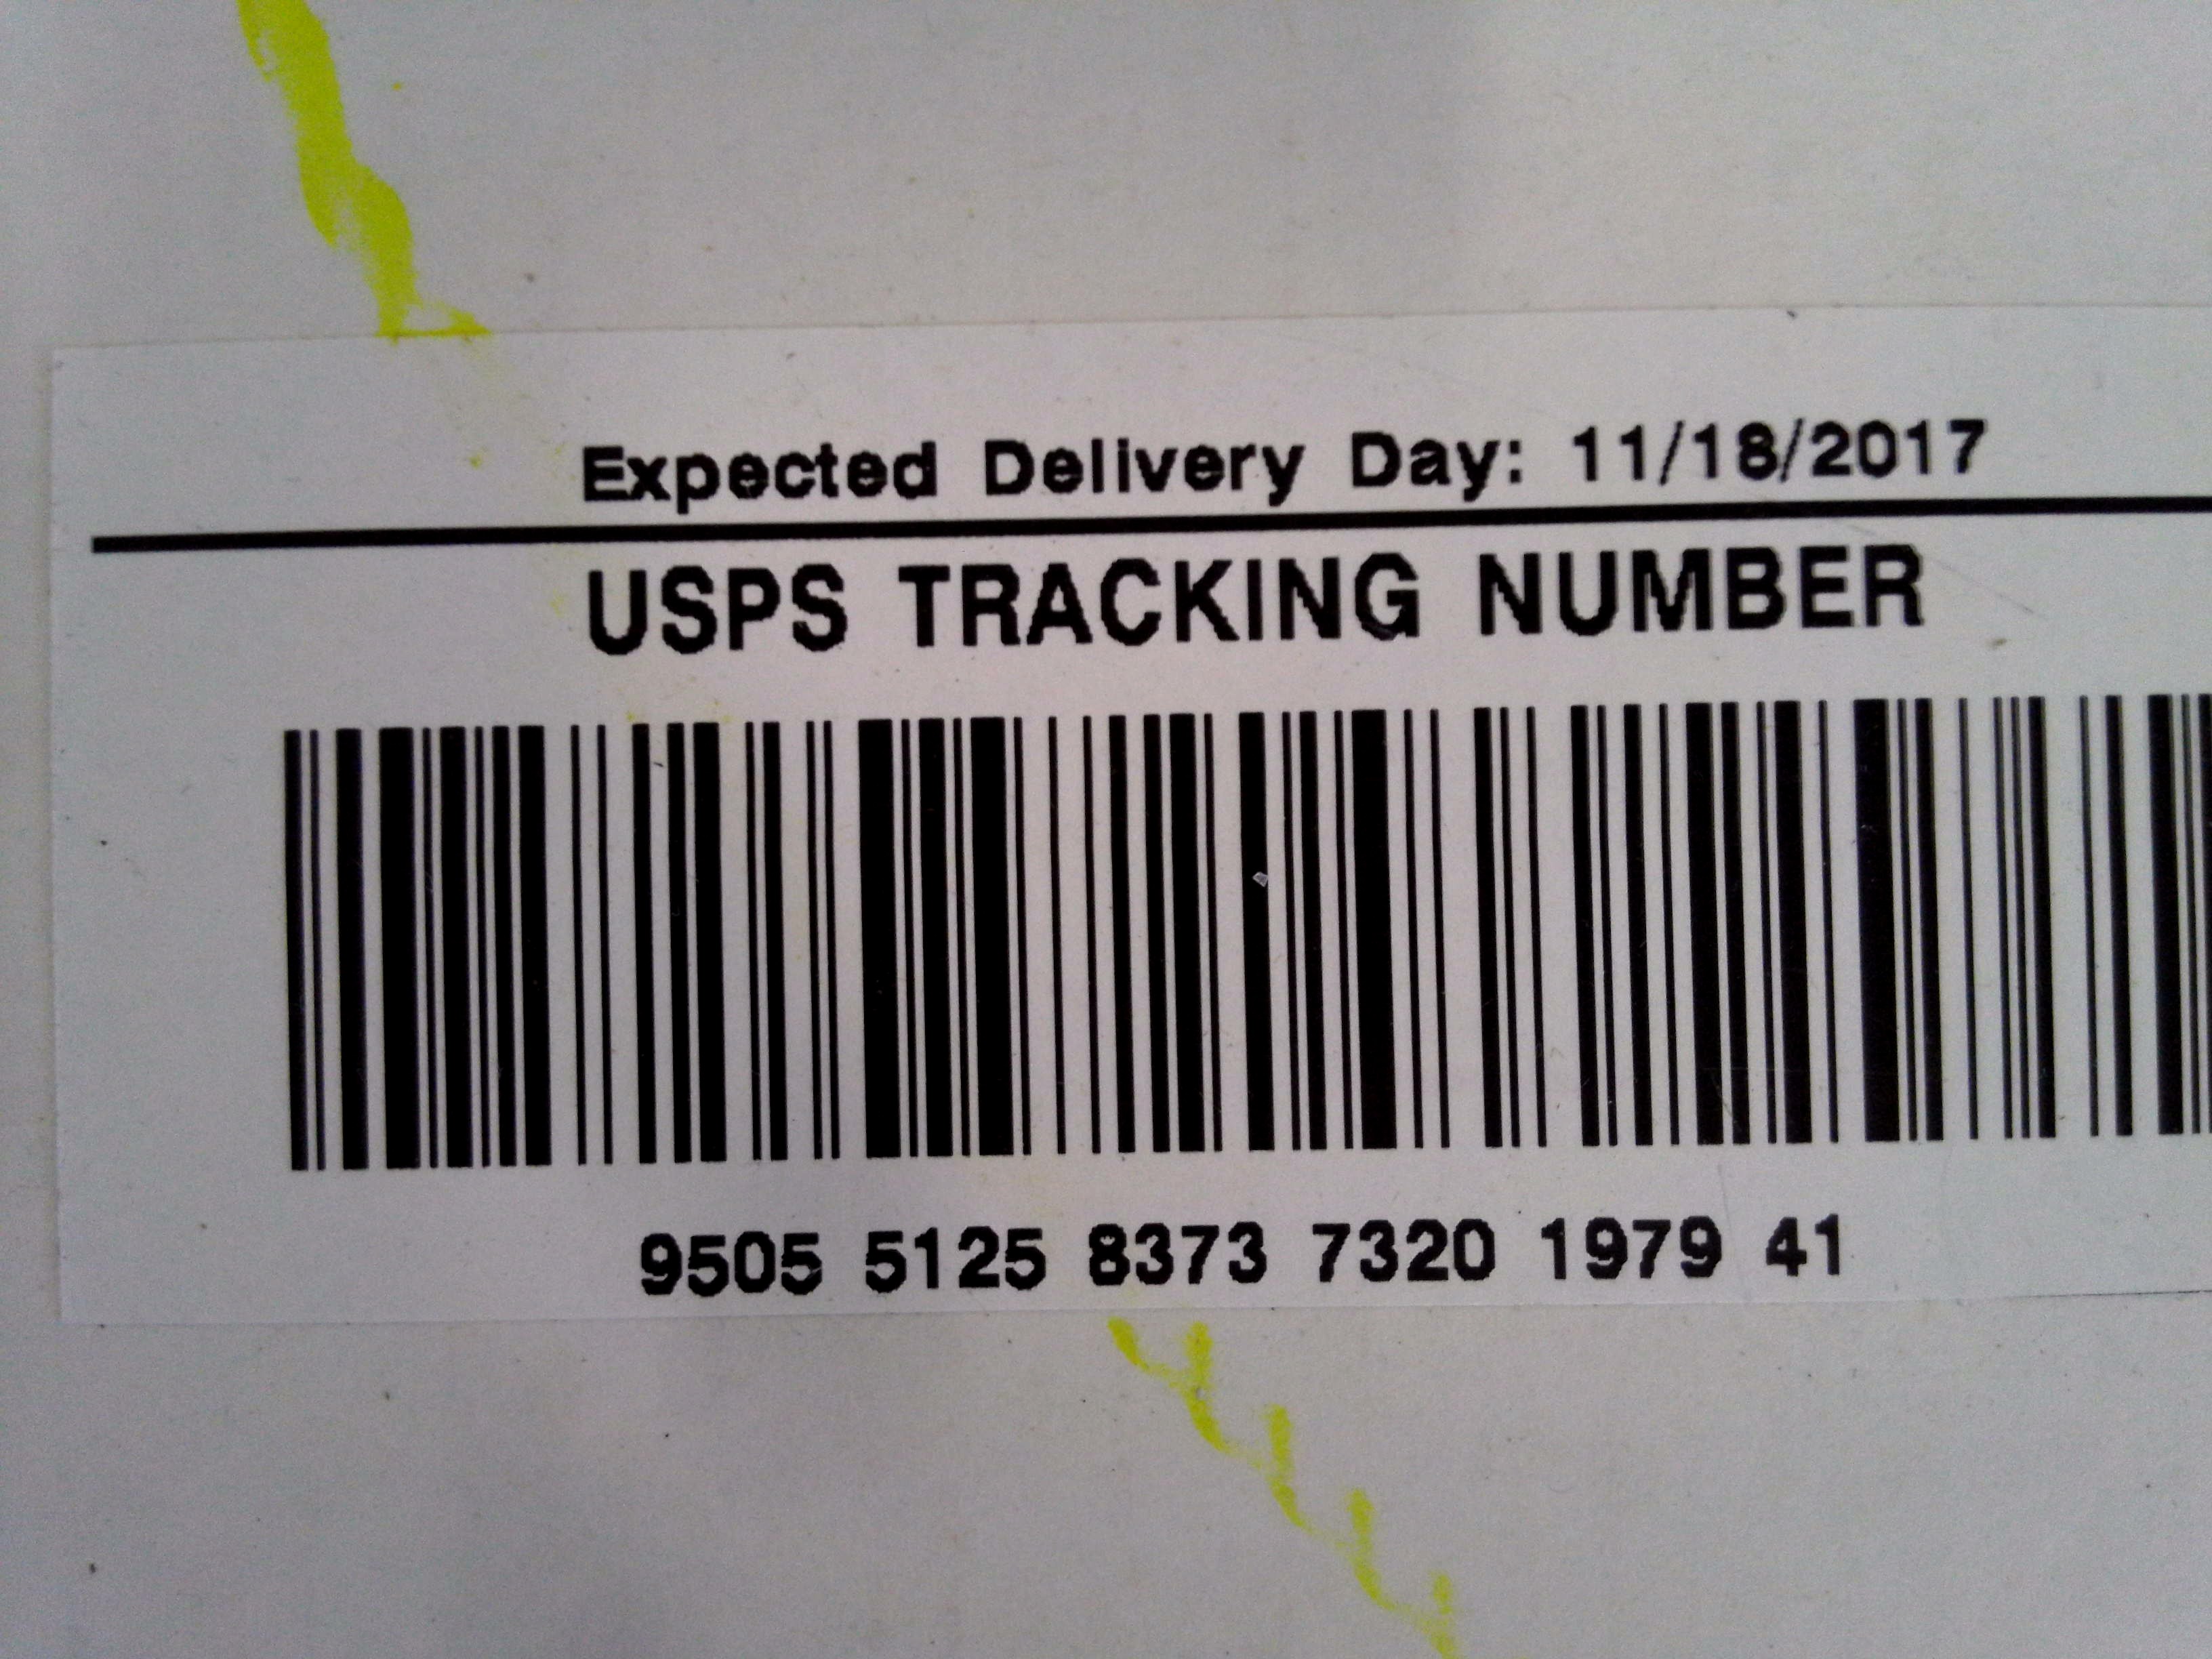 Expected Delivery Day: 11/18/2017
USPS TRACKING NUMBER
9505 5125 8373 7320 1979 41